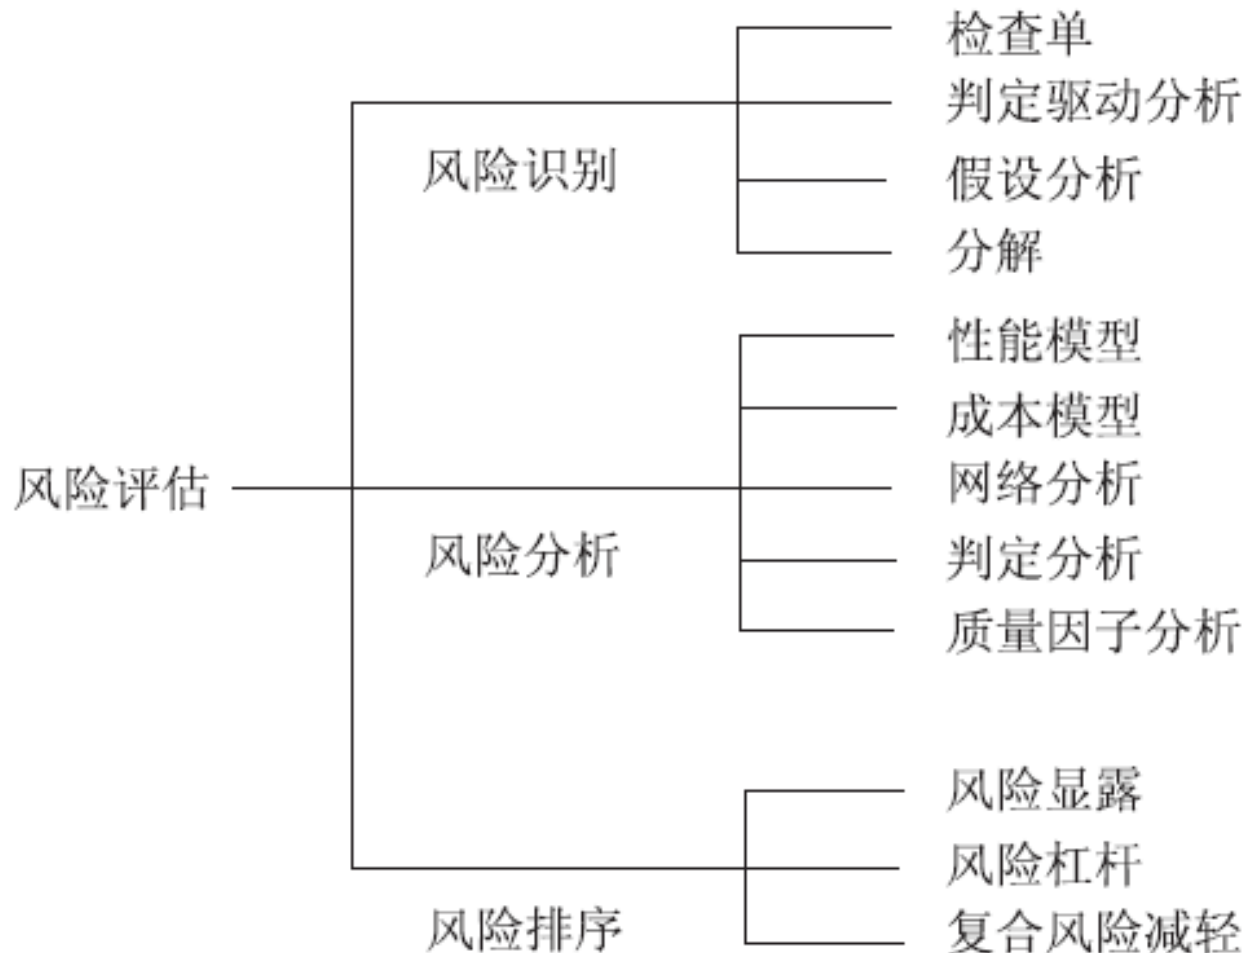 检查单
判定驱动分析
风险识别
假设分析
分解
性能模型
成本模型
风险评估
网络分析
风险分析
判定分析
质量因子分析
风险显露
风险杠杆
风险排序
复合风险减轻